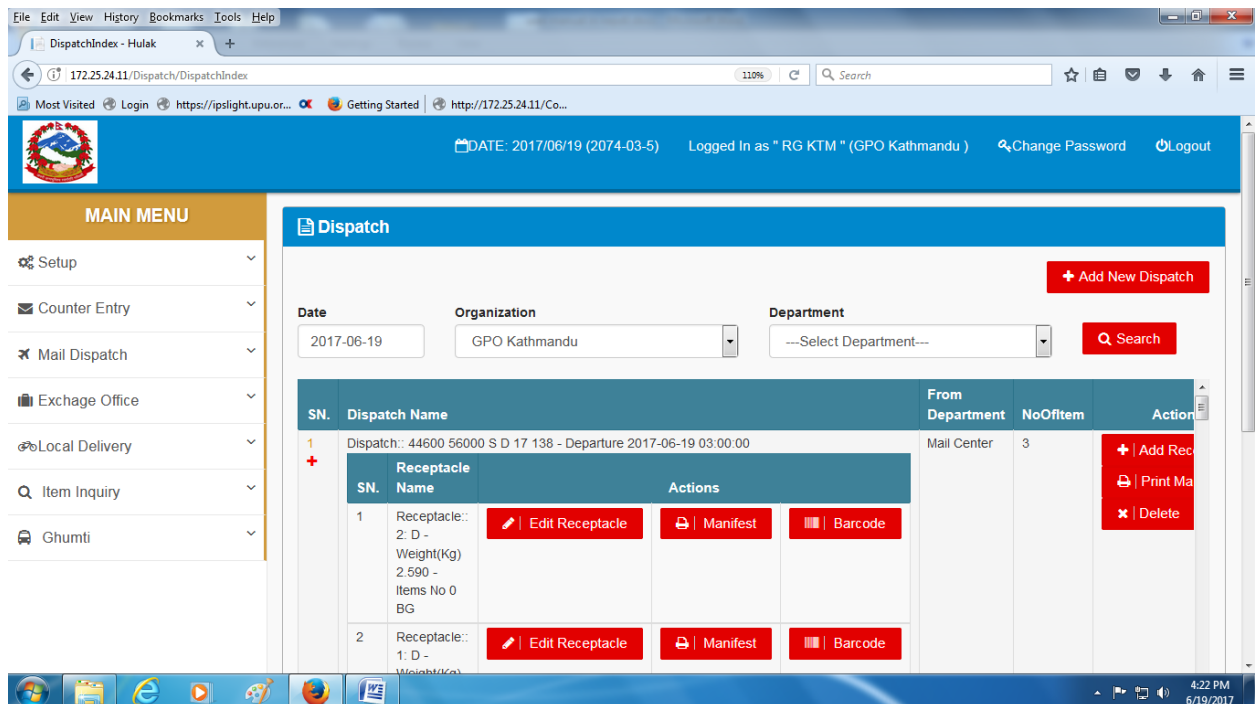 File Edit View History Bookmarks Tools Help
DispatchIndex - Hulak × +
172.25.24.11/Dispatch/DispatchIndex 110% Search
Most Visited Login https://ipslight.upu.or... Getting Started http://172.25.24.11/Co...
DATE: 2017/06/19 (2074-03-5) Logged In as " RG KTM " (GPO Kathmandu ) Change Password Logout
MAIN MENU
Setup
Counter Entry
Mail Dispatch
Exchage Office
Local Delivery
Item Inquiry
Ghumti
Dispatch
+ Add New Dispatch
Date Organization Department
2017-06-19 GPO Kathmandu ---Select Department--- Search
SN. Dispatch Name From Department NoOfItem Action
1 Dispatch:: 44600 56000 S D 17 138 - Departure 2017-06-19 03:00:00 Mail Center 3
+ | Add Rec
Print Ma
× | Delete
SN. Receptacle Name Actions
1 Receptacle::
2: D -
Weight(Kg)
2.590 -
Items No 0
BG
Edit Receptacle | Manifest | Barcode
2 Receptacle::
1: D -
Weight(Kg)
Edit Receptacle | Manifest | Barcode
4:22 PM
6/19/2017